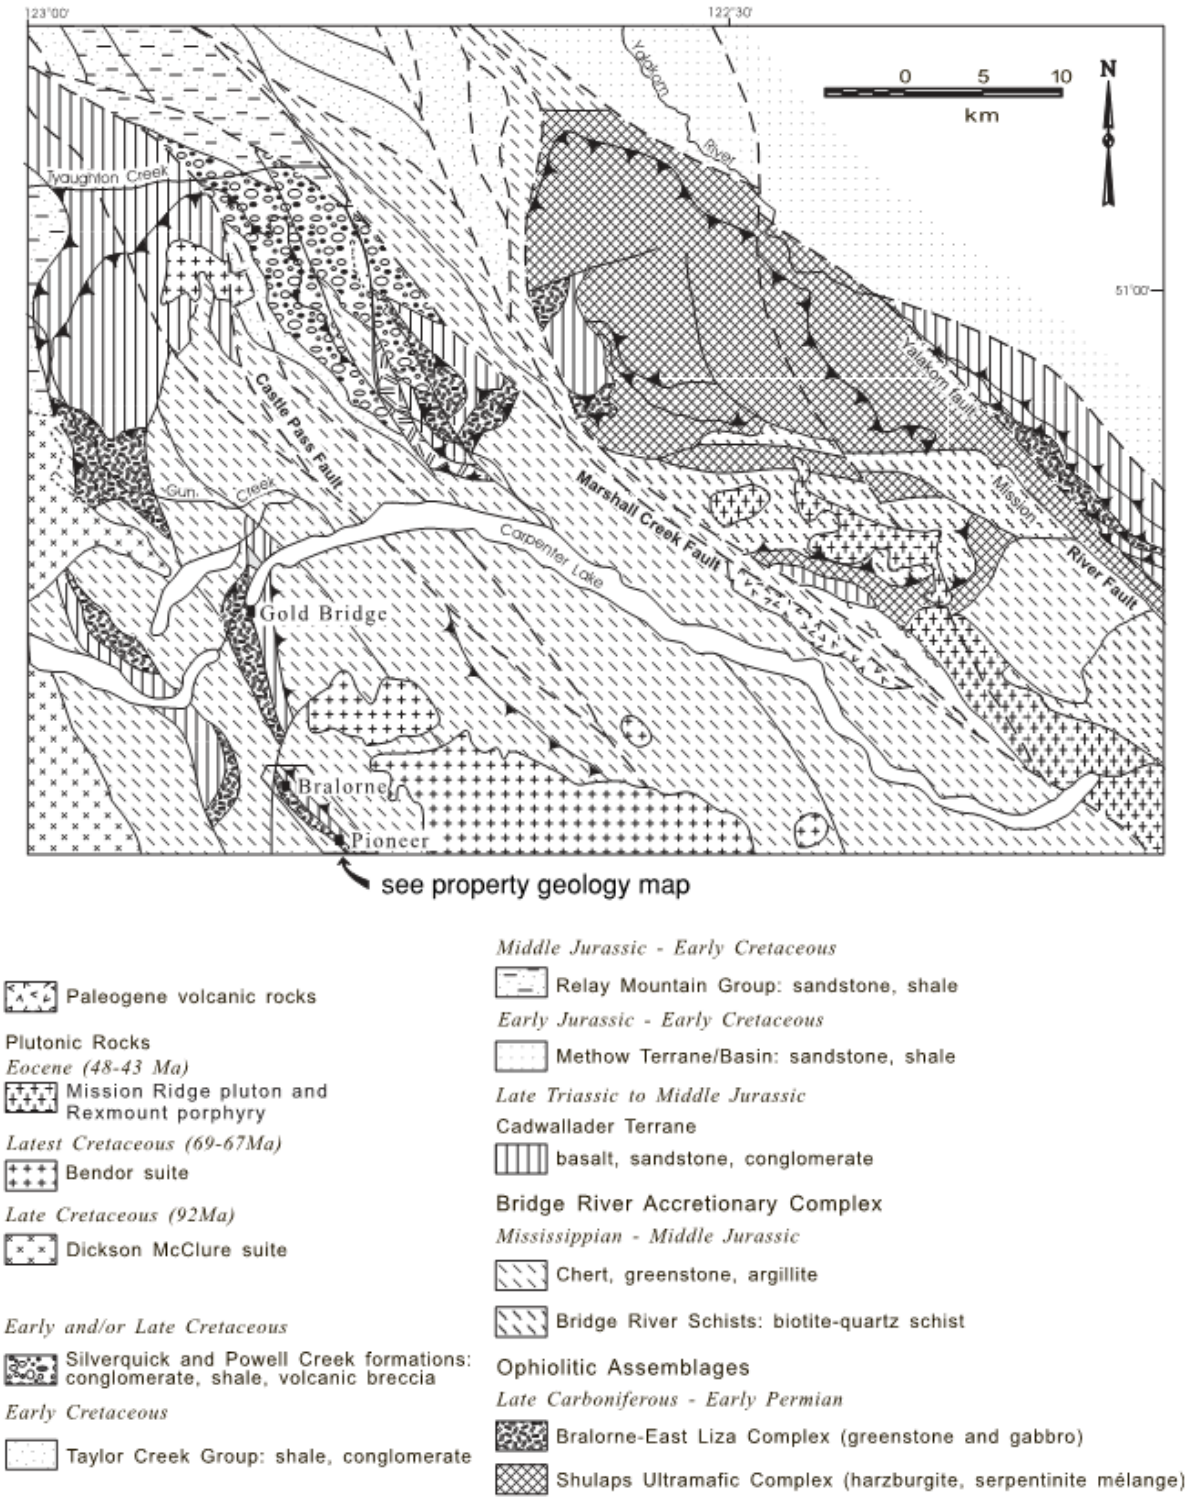 123°00'
122°30'
Yalakom
River
0 5 10
km
N
Tyaughton Creek
51°00'
Yalakom fault
Castle Pass Fault
Gun Creek
Marshall Creek Fault
Mission
River Fault
Carpenter Lake
Gold Bridge
Bralorne
Pioneer
see property geology map
Paleogene volcanic rocks
Plutonic Rocks
Eocene (48-43 Ma)
Mission Ridge pluton and
Rexmount porphyry
Latest Cretaceous (69-67Ma)
Bendor suite
Late Cretaceous (92Ma)
Dickson McClure suite
Early and/or Late Cretaceous
Silverquick and Powell Creek formations:
conglomerate, shale, volcanic breccia
Early Cretaceous
Taylor Creek Group: shale, conglomerate
Middle Jurassic - Early Cretaceous
Relay Mountain Group: sandstone, shale
Early Jurassic - Early Cretaceous
Methow Terrane/Basin: sandstone, shale
Late Triassic to Middle Jurassic
Cadwallader Terrane
basalt, sandstone, conglomerate
Bridge River Accretionary Complex
Mississippian - Middle Jurassic
Chert, greenstone, argillite
Bridge River Schists: biotite-quartz schist
Ophiolitic Assemblages
Late Carboniferous - Early Permian
Bralorne-East Liza Complex (greenstone and gabbro)
Shulaps Ultramafic Complex (harzburgite, serpentinite mélange)